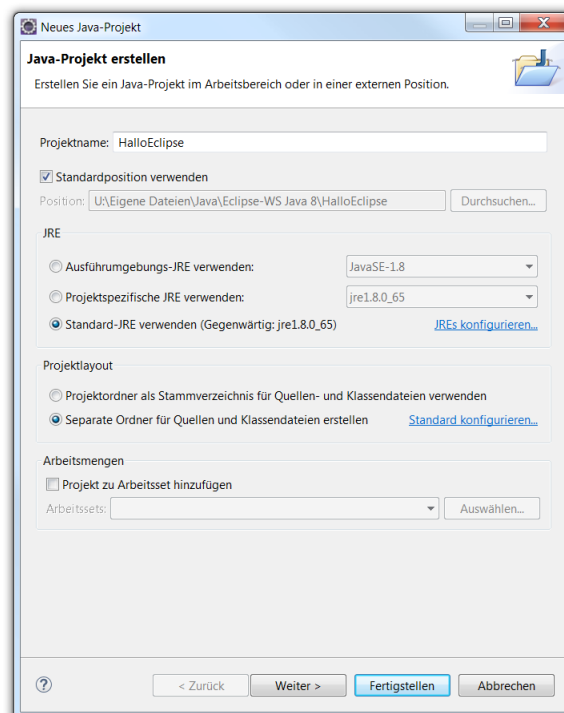 Neues Java-Projekt
Java-Projekt erstellen
Erstellen Sie ein Java-Projekt im Arbeitsbereich oder in einer externen Position.
Projektname: HalloEclipse
Standardposition verwenden
Position: U:\Eigene Dateien\Java\Eclipse-WS Java 8\HalloEclipse Durchsuchen...
JRE
Ausführumgebungs-JRE verwenden: JavaSE-1.8
Projektspezifische JRE verwenden: jre1.8.0_65
Standard-JRE verwenden (Gegenwärtig: jre1.8.0_65) JREs konfigurieren...
Projektlayout
Projektordner als Stammverzeichnis für Quellen- und Klassendateien verwenden
Separate Ordner für Quellen und Klassendateien erstellen Standard konfigurieren...
Arbeitsmengen
Projekt zu Arbeitsset hinzufügen
Arbeitssets: Auswählen...
? < Zurück Weiter > Fertigstellen Abbrechen